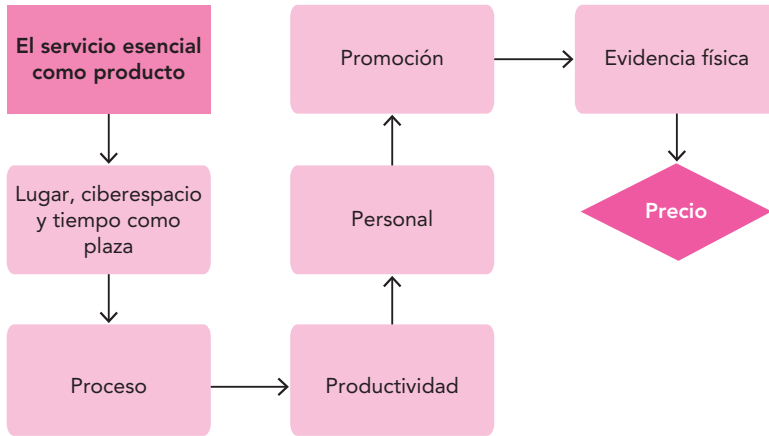 El servicio esencial
como producto
Lugar, ciberespacio
y tiempo como
plaza
Proceso
Productividad
Personal
Promoción
Evidencia física
Precio